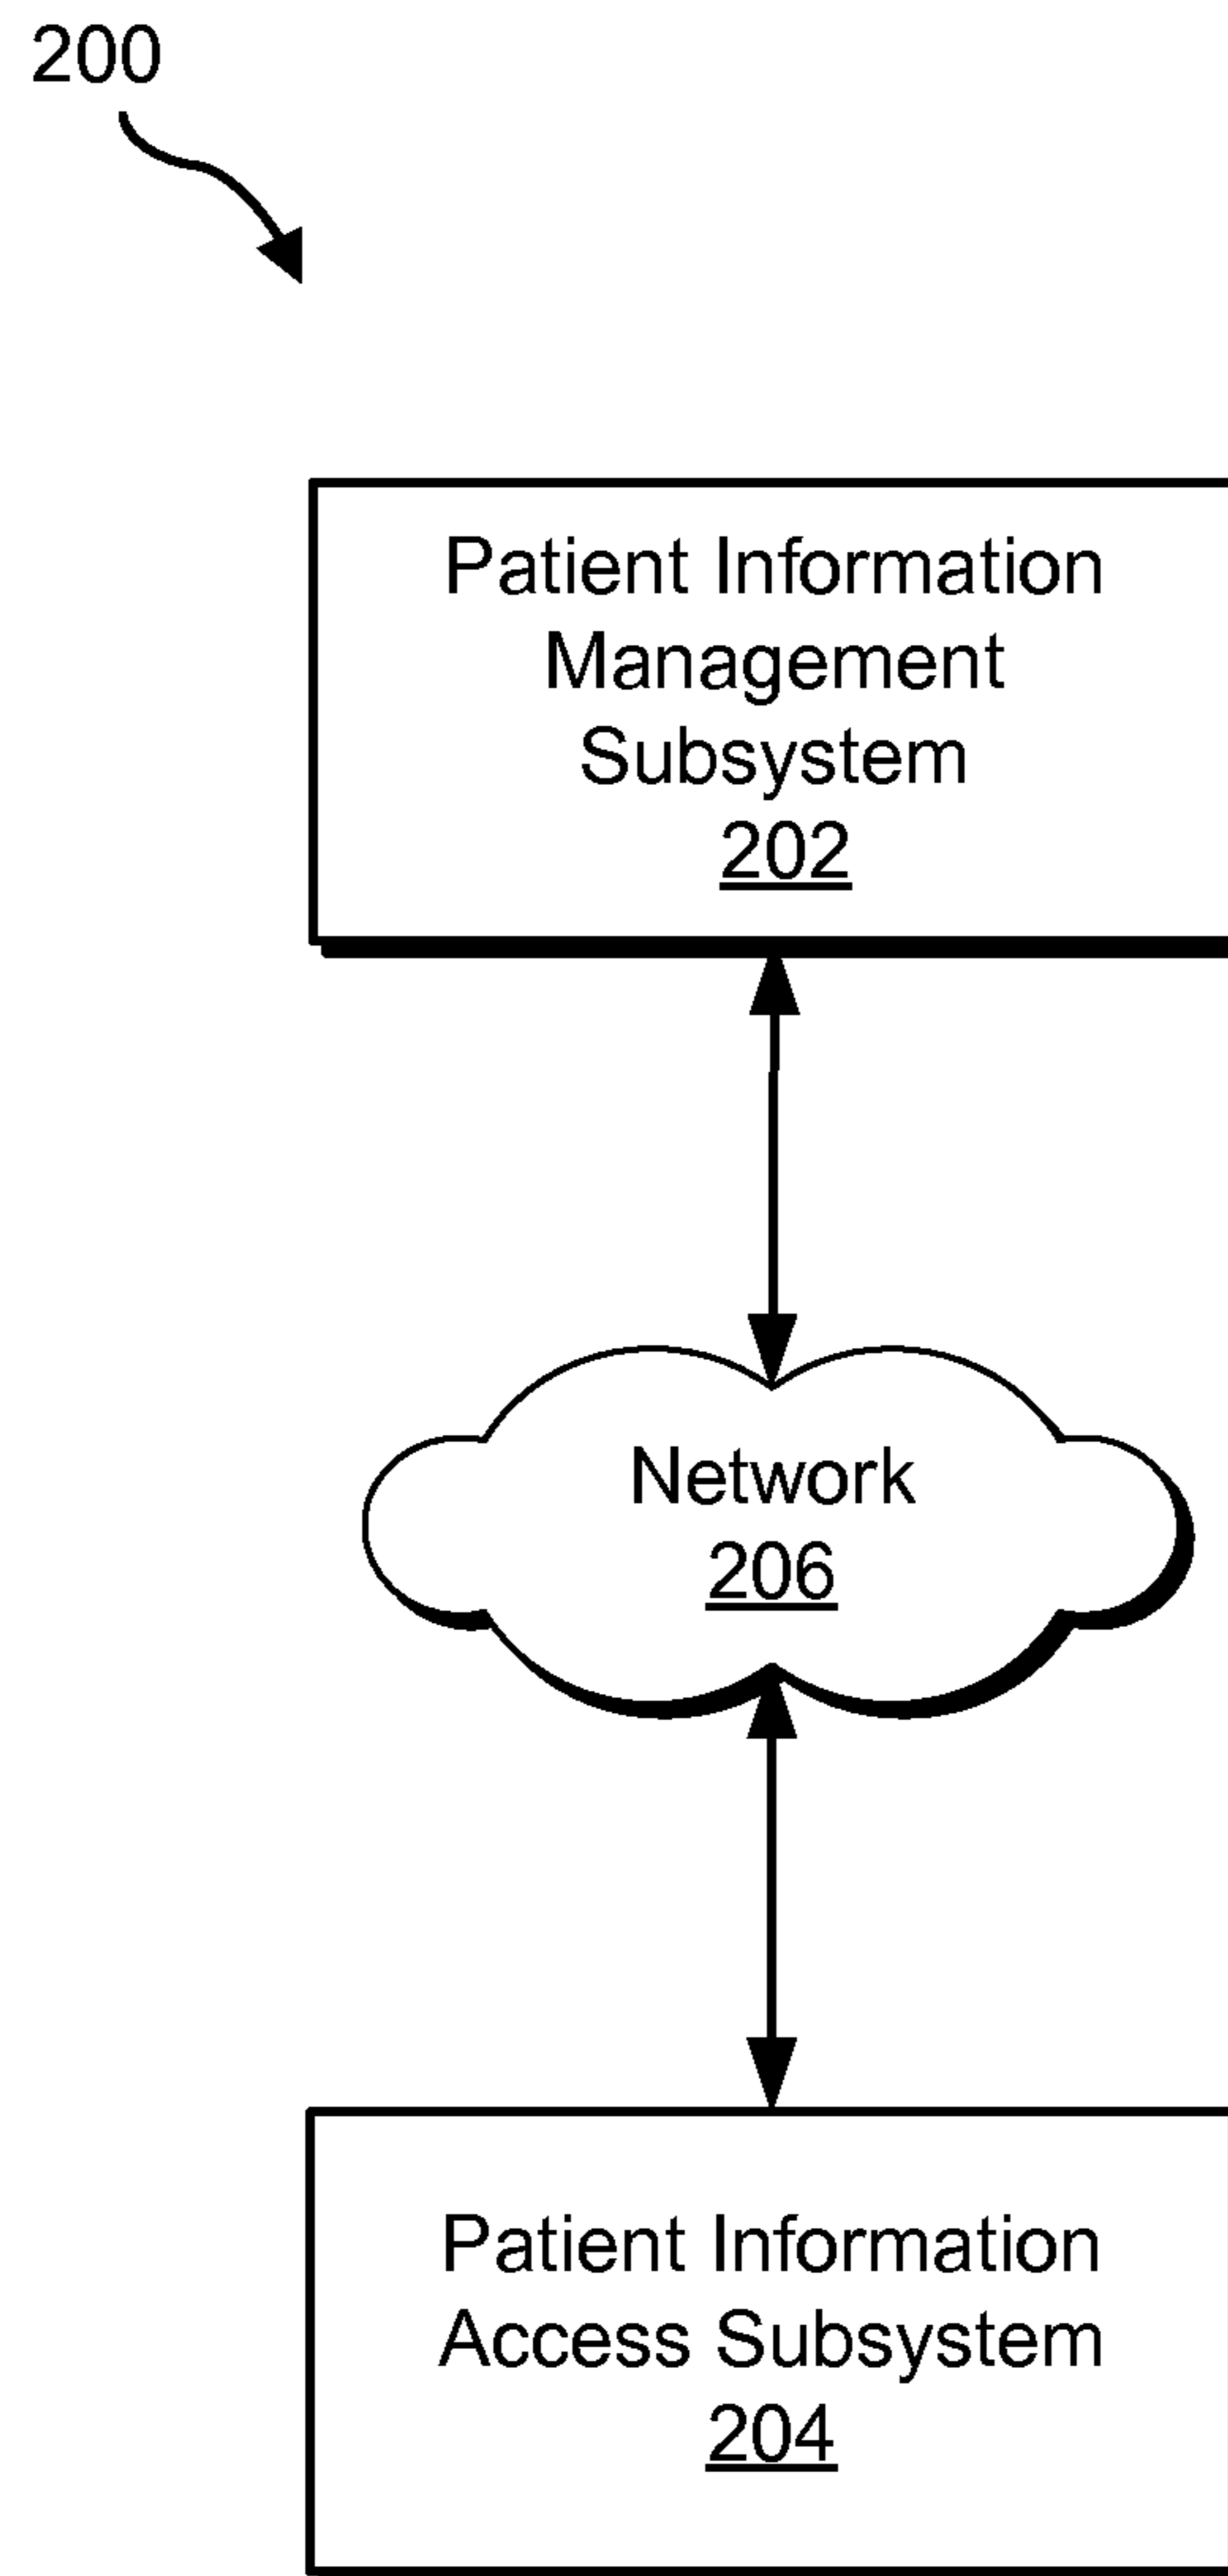 200
Patient Information
Management
Subsystem
202
Network
206
Patient Information
Access Subsystem
204